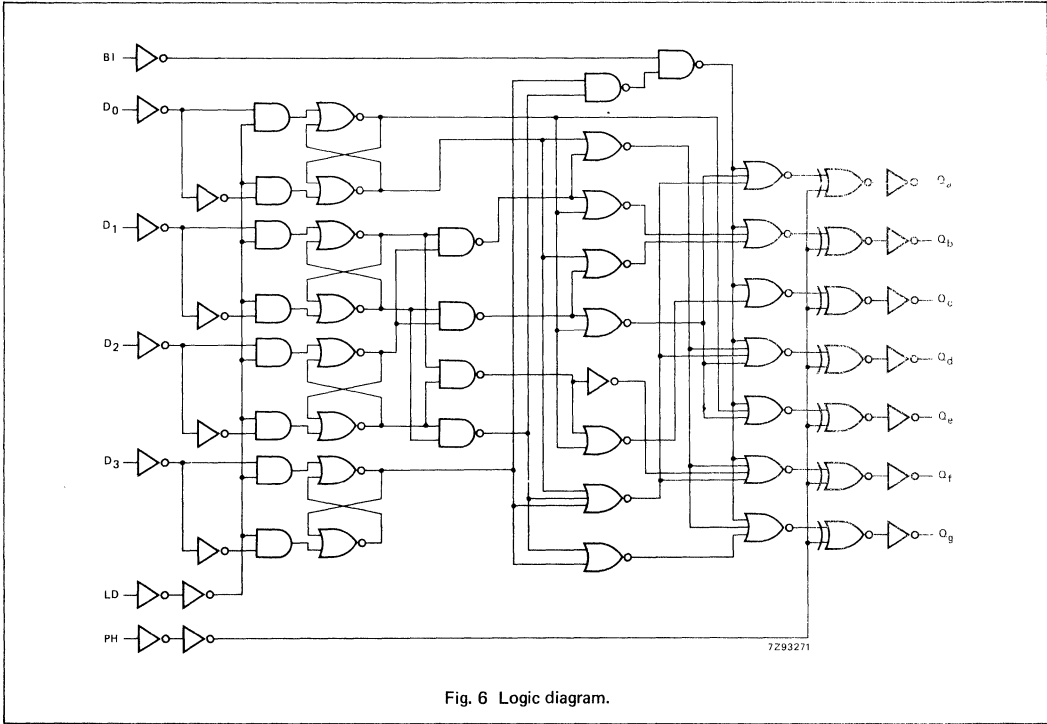 BI
D0
D1
D2
D3
LD
PH
Qa
Qb
Qc
Qd
Qe
Qf
Qg
7Z93271
Fig. 6 Logic diagram.